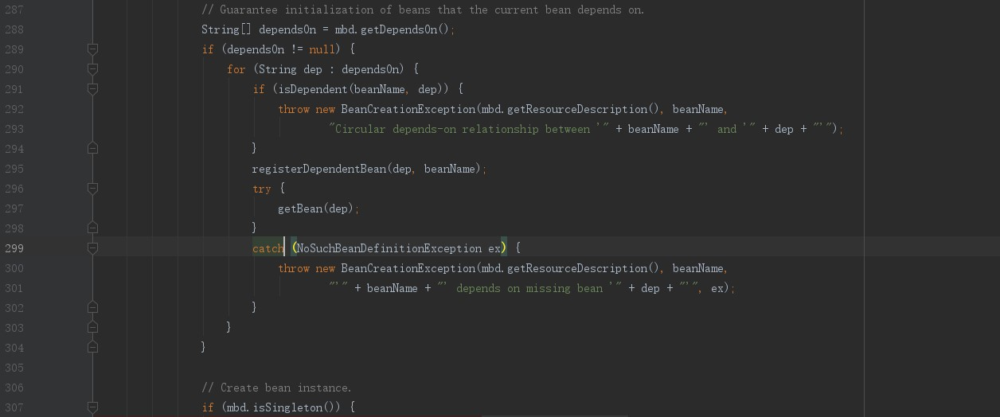 287 // Guarantee initialization of beans that the current bean depends on.
288 String[] dependsOn = mbd.getDependsOn();
289 if (dependsOn != null) {
290 for (String dep : dependsOn) {
291 if (isDependent(beanName, dep)) {
292 throw new BeanCreationException(mbd.getResourceDescription(), beanName,
293 "Circular depends-on relationship between '" + beanName + "' and '" + dep + "'");
294 }
295 registerDependentBean(dep, beanName);
296 try {
297 getBean(dep);
298 }
299 catch (NoSuchBeanDefinitionException ex) {
300 throw new BeanCreationException(mbd.getResourceDescription(), beanName,
301 "'" + beanName + "' depends on missing bean '" + dep + "'", ex);
302 }
303 }
304 }
305
306 // Create bean instance.
307 if (mbd.isSingleton()) {